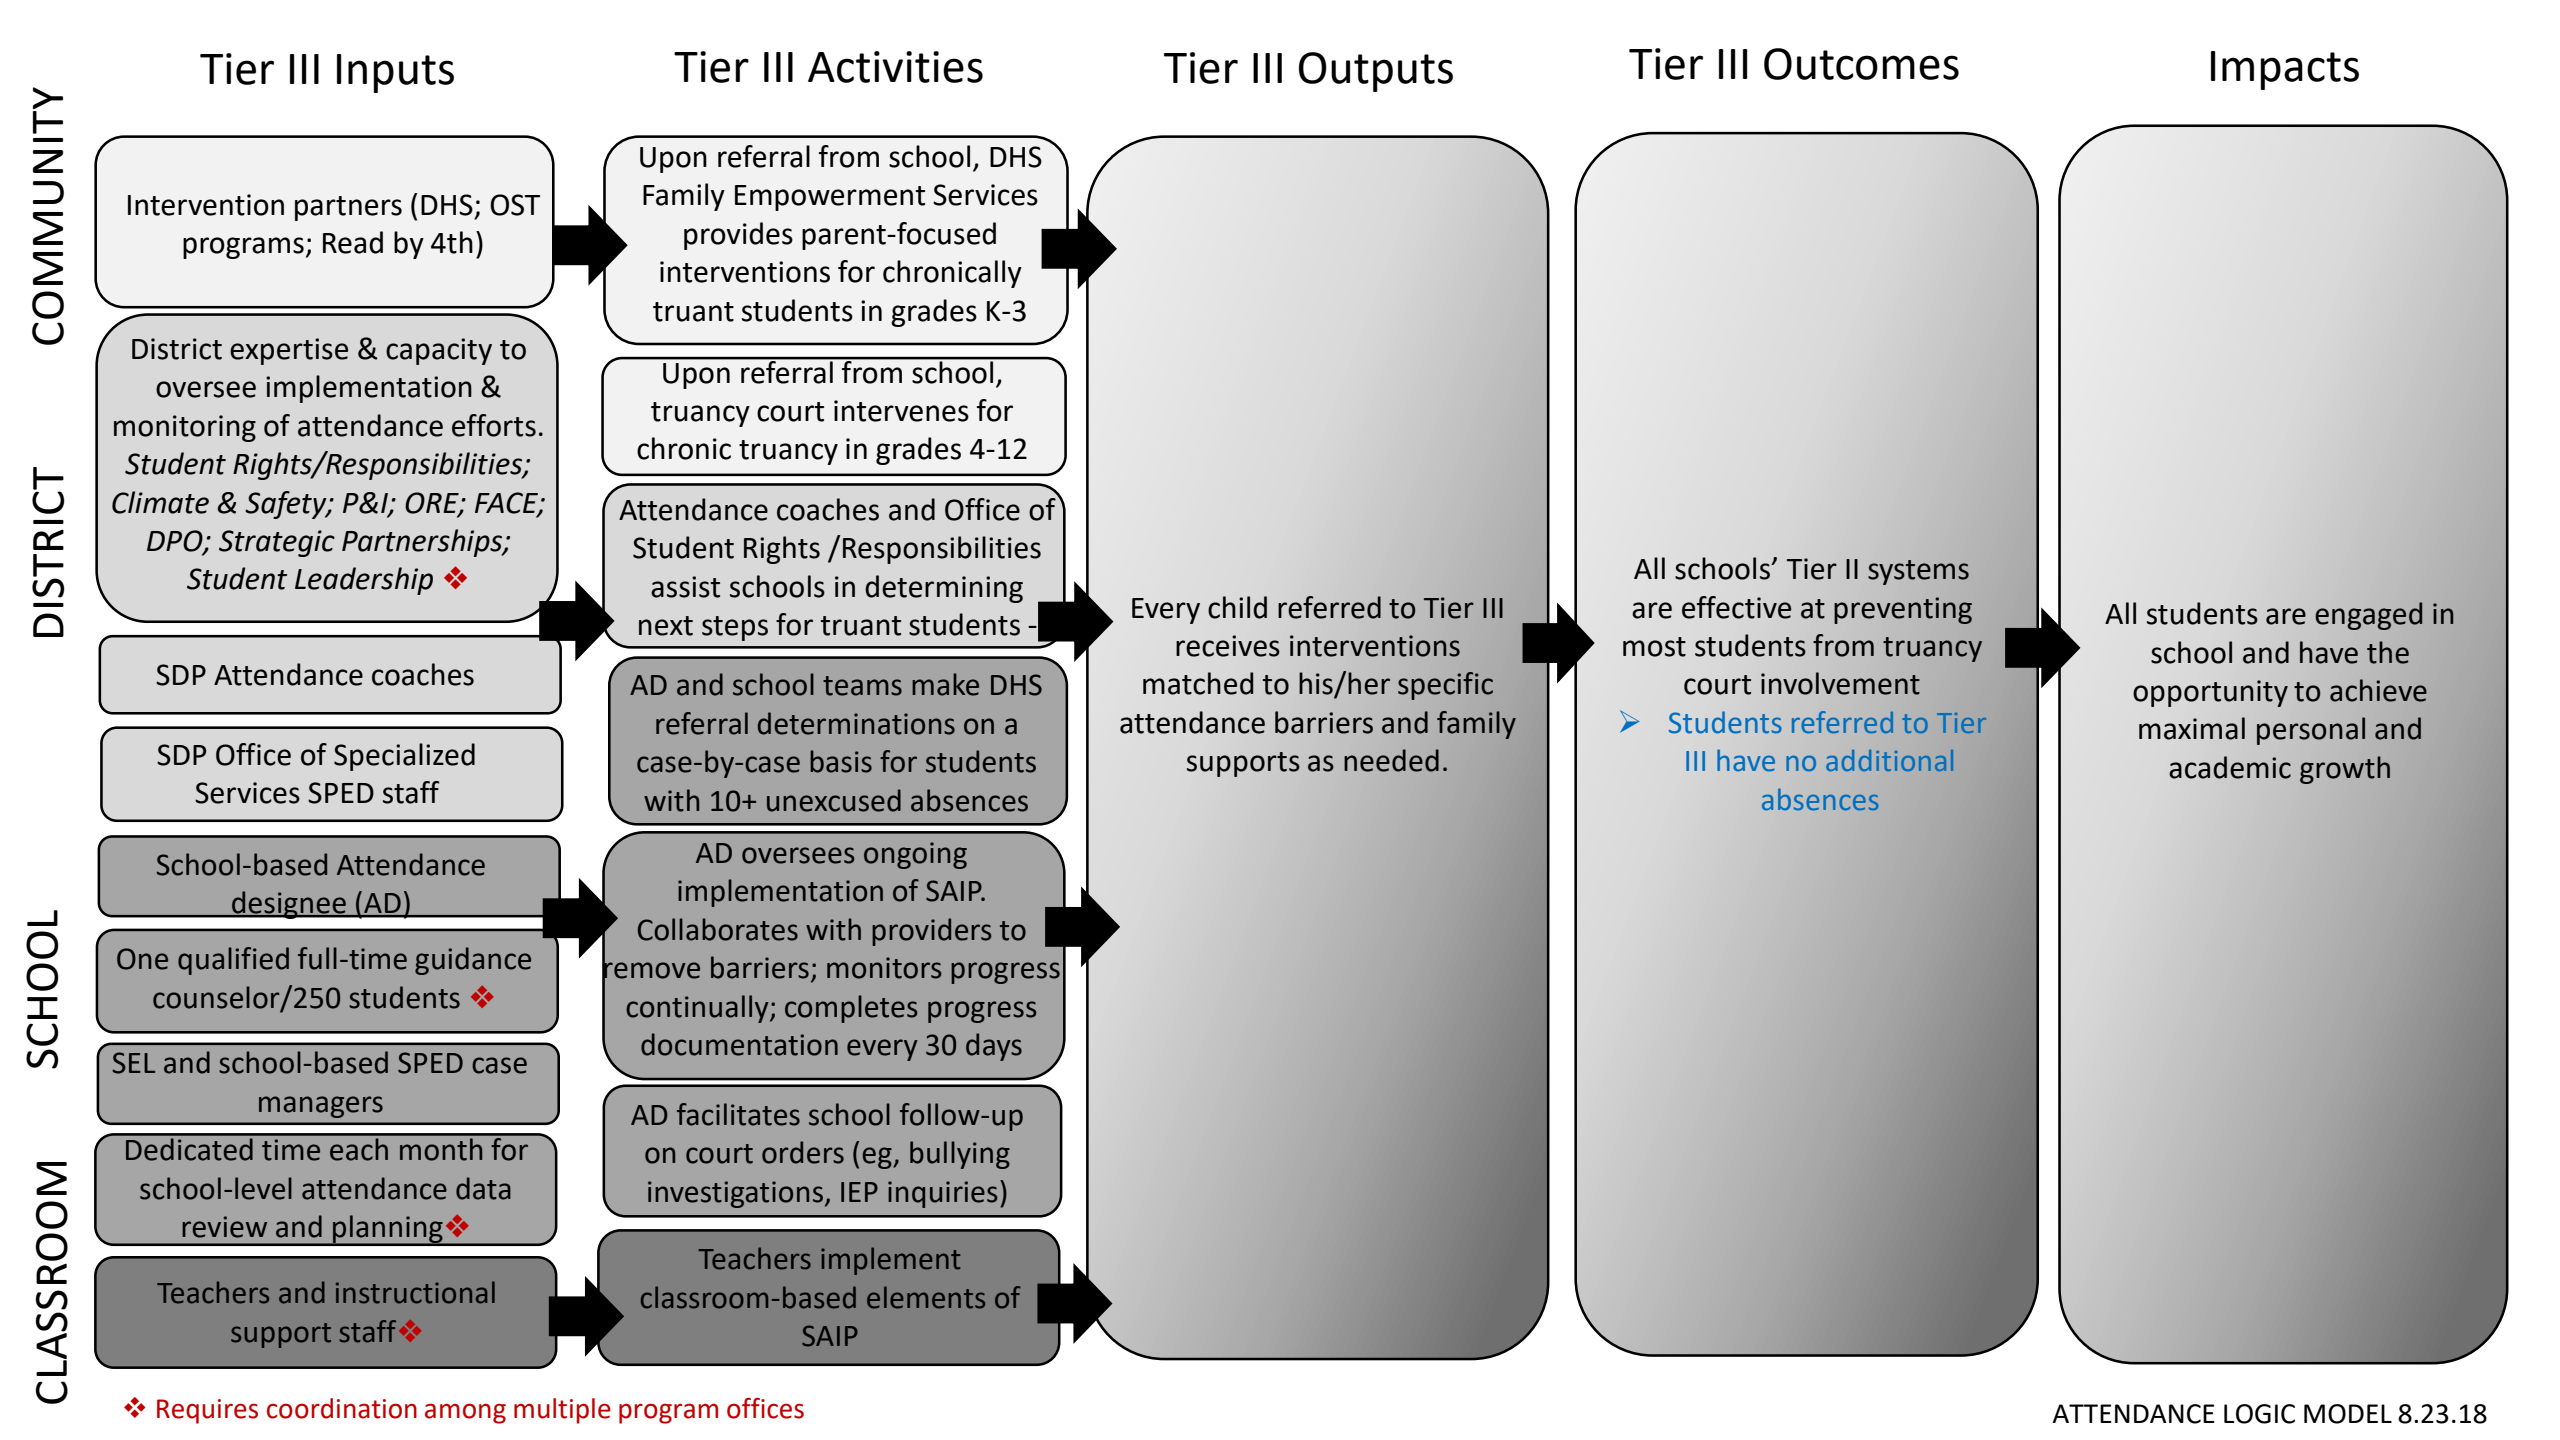 Tier III Inputs
Tier III Activities
Tier III Outputs
Tier III Outcomes
Impacts
COMMUNITY
DISTRICT
SCHOOL
CLASSROOM
Intervention partners (DHS; OST
programs; Read by 4th)
District expertise & capacity to
oversee implementation &
monitoring of attendance efforts.
Student Rights/Responsibilities;
Climate & Safety; P&I; ORE; FACE;
DPO; Strategic Partnerships;
Student Leadership ❖
SDP Attendance coaches
SDP Office of Specialized
Services SPED staff
School-based Attendance
designee (AD)
One qualified full-time guidance
counselor/250 students ❖
SEL and school-based SPED case
managers
Dedicated time each month for
school-level attendance data
review and planning❖
Teachers and instructional
support staff❖
Upon referral from school, DHS
Family Empowerment Services
provides parent-focused
interventions for chronically
truant students in grades K-3
Upon referral from school,
truancy court intervenes for
chronic truancy in grades 4-12
Attendance coaches and Office of
Student Rights /Responsibilities
assist schools in determining
next steps for truant students -
AD and school teams make DHS
referral determinations on a
case-by-case basis for students
with 10+ unexcused absences
AD oversees ongoing
implementation of SAIP.
Collaborates with providers to
remove barriers; monitors progress
continually; completes progress
documentation every 30 days
AD facilitates school follow-up
on court orders (eg, bullying
investigations, IEP inquiries)
Teachers implement
classroom-based elements of
SAIP
Every child referred to Tier III
receives interventions
matched to his/her specific
attendance barriers and family
supports as needed.
All schools’ Tier II systems
are effective at preventing
most students from truancy
court involvement
➢ Students referred to Tier
III have no additional
absences
All students are engaged in
school and have the
opportunity to achieve
maximal personal and
academic growth
❖ Requires coordination among multiple program offices
ATTENDANCE LOGIC MODEL 8.23.18